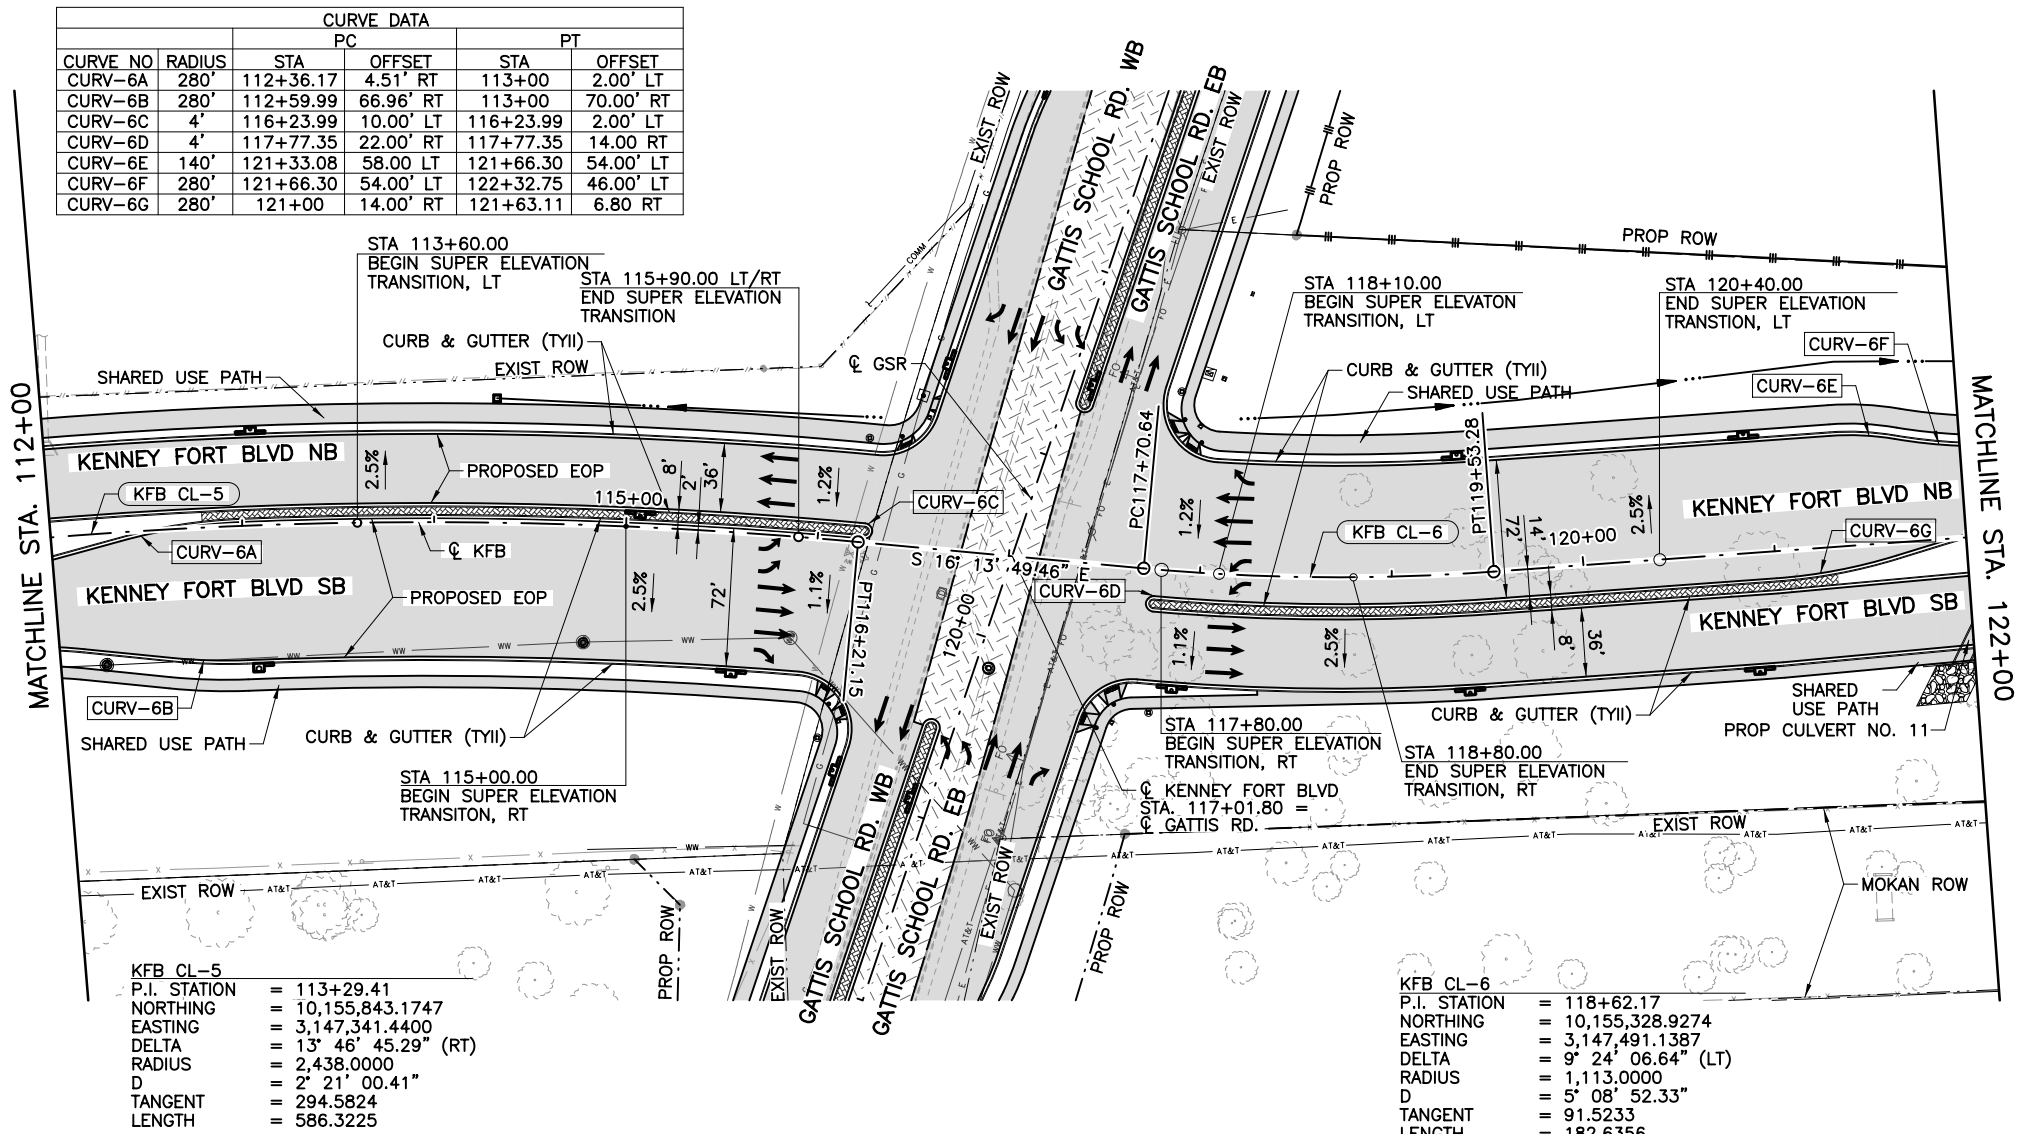 CURVE DATA
PC PT
CURVE NO RADIUS STA OFFSET STA OFFSET
CURV-6A 280' 112+36.17 4.51' RT 113+00 2.00' LT
CURV-6B 280' 112+59.99 66.96' RT 113+00 70.00' RT
CURV-6C 4' 116+23.99 10.00' LT 116+23.99 2.00' LT
CURV-6D 4' 117+77.35 22.00' RT 117+77.35 14.00 RT
CURV-6E 140' 121+33.08 58.00 LT 121+66.30 54.00' LT
CURV-6F 280' 121+66.30 54.00' LT 122+32.75 46.00' LT
CURV-6G 280' 121+00 14.00' RT 121+63.11 6.80 RT
STA 113+60.00
BEGIN SUPER ELEVATION
TRANSITION, LT
STA 115+90.00 LT/RT
END SUPER ELEVATION
TRANSITION
CURB & GUTTER (TYII)
EXIST ROW
SHARED USE PATH
COMM
EXIST ROW
GATTIS SCHOOL RD. WB
GATTIS SCHOOL RD. EB
EXIST ROW
PROP ROW
PROP ROW
℄ GSR
STA 118+10.00
BEGIN SUPER ELEVATON
TRANSITION, LT
STA 120+40.00
END SUPER ELEVATION
TRANSTION, LT
CURV-6F
CURV-6E
CURB & GUTTER (TYII)
SHARED USE PATH
MATCHLINE STA. 112+00
MATCHLINE STA. 122+00
KENNEY FORT BLVD NB
KFB CL-5
2.5%
PROPOSED EOP
115+00
8'
2'
36'
1.2%
CURV-6C
CURV-6A
℄ KFB
KENNEY FORT BLVD SB
PROPOSED EOP
2.5%
72'
1.1%
PT116+21.15
S 16° 13' 49.46" E
120+00
PC117+70.64
1.2%
KFB CL-6
PT119+53.28
14'
72'
120+00
2.5%
KENNEY FORT BLVD NB
CURV-6G
CURV-6D
KENNEY FORT BLVD SB
1.1%
2.5%
8'
36'
CURV-6B
SHARED USE PATH
CURB & GUTTER (TYII)
STA 115+00.00
BEGIN SUPER ELEVATION
TRANSITON, RT
STA 117+80.00
BEGIN SUPER ELEVATION
TRANSITION, RT
STA 118+80.00
END SUPER ELEVATION
TRANSITION, RT
CURB & GUTTER (TYII)
SHARED
USE PATH
PROP CULVERT NO. 11
℄ KENNEY FORT BLVD
STA. 117+01.80 =
℄ GATTIS RD.
EXIST ROW
MOKAN ROW
EXIST ROW
AT&T AT&T AT&T AT&T AT&T
WW WW WW WW
AT&T AT&T AT&T AT&T AT&T
PROP ROW
EXIST ROW
GATTIS SCHOOL RD. WB
GATTIS SCHOOL RD. EB
EXIST ROW
PROP ROW
KFB CL-5
P.I. STATION = 113+29.41
NORTHING = 10,155,843.1747
EASTING = 3,147,341.4400
DELTA = 13° 46' 45.29" (RT)
RADIUS = 2,438.0000
D = 2° 21' 00.41"
TANGENT = 294.5824
LENGTH = 586.3225
KFB CL-6
P.I. STATION = 118+62.17
NORTHING = 10,155,328.9274
EASTING = 3,147,491.1387
DELTA = 9° 24' 06.64" (LT)
RADIUS = 1,113.0000
D = 5° 08' 52.33"
TANGENT = 91.5233
LENGTH = 182.6356